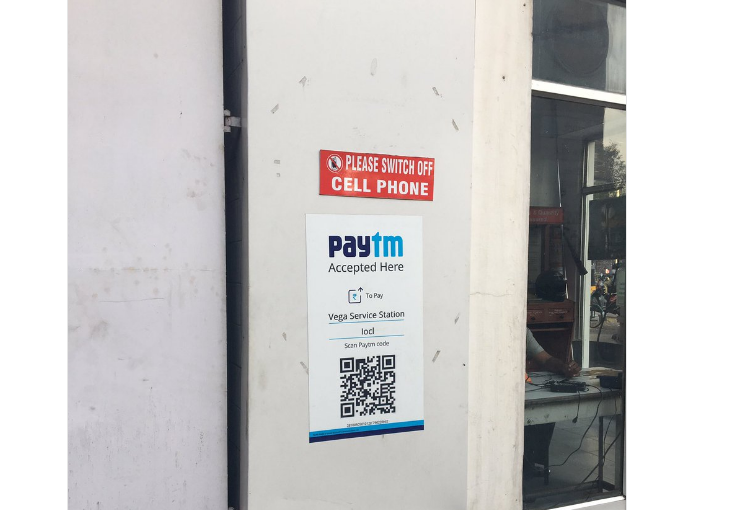 PLEASE SWITCH OFF
CELL PHONE
paytm
Accepted Here
To Pay
Vega Service Station
Iocl
Scan Paytm code